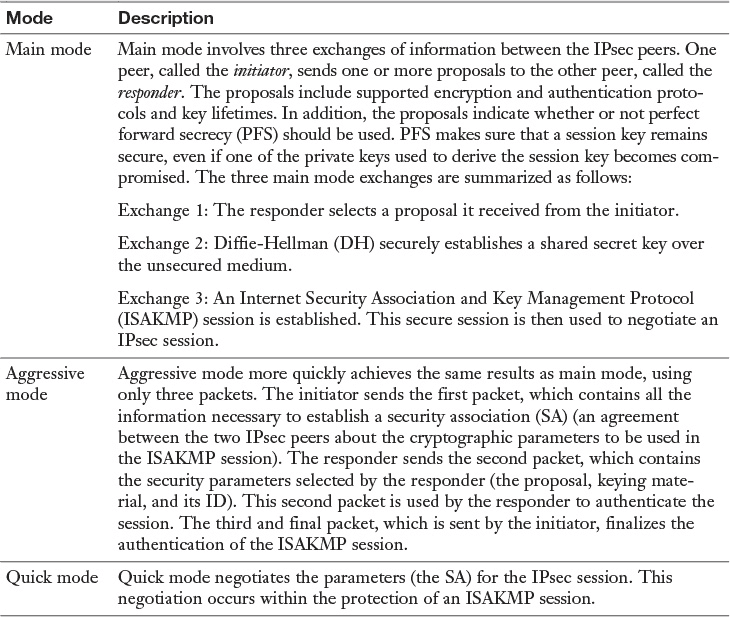 Mode Description
Main mode Main mode involves three exchanges of information between the IPsec peers. One
peer, called the initiator, sends one or more proposals to the other peer, called the
responder. The proposals include supported encryption and authentication proto-
cols and key lifetimes. In addition, the proposals indicate whether or not perfect
forward secrecy (PFS) should be used. PFS makes sure that a session key remains
secure, even if one of the private keys used to derive the session key becomes com-
promised. The three main mode exchanges are summarized as follows:
Exchange 1: The responder selects a proposal it received from the initiator.
Exchange 2: Diffie-Hellman (DH) securely establishes a shared secret key over
the unsecured medium.
Exchange 3: An Internet Security Association and Key Management Protocol
(ISAKMP) session is established. This secure session is then used to negotiate an
IPsec session.
Aggressive Aggressive mode more quickly achieves the same results as main mode, using
mode only three packets. The initiator sends the first packet, which contains all the
information necessary to establish a security association (SA) (an agreement
between the two IPsec peers about the cryptographic parameters to be used in
the ISAKMP session). The responder sends the second packet, which contains
the security parameters selected by the responder (the proposal, keying mate-
rial, and its ID). This second packet is used by the responder to authenticate the
session. The third and final packet, which is sent by the initiator, finalizes the
authentication of the ISAKMP session.
Quick mode Quick mode negotiates the parameters (the SA) for the IPsec session. This
negotiation occurs within the protection of an ISAKMP session.